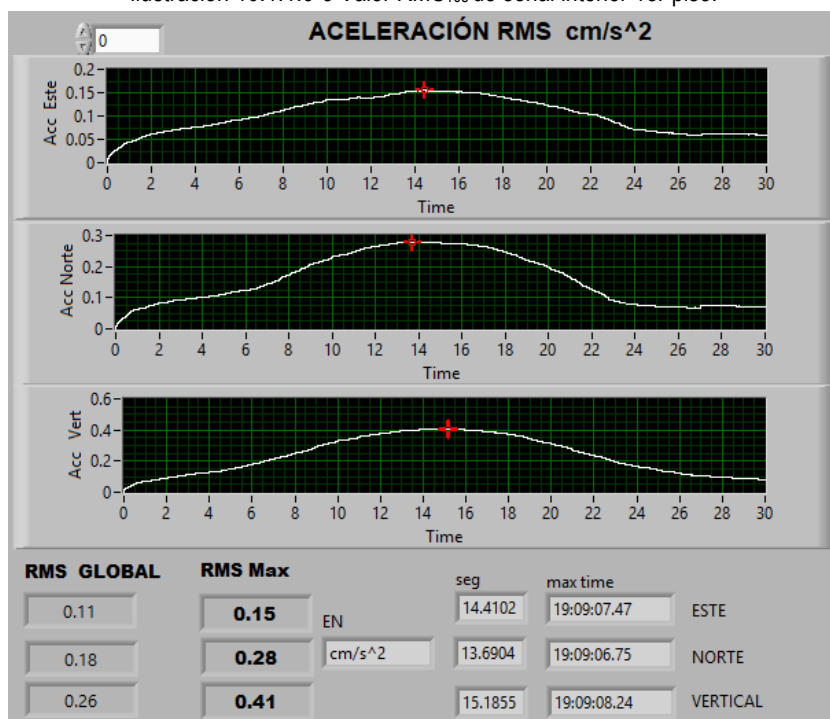 ACELERACIÓN RMS cm/s^2
0
Acc Este
0.2
0.15
0.1
0.05
0
0 2 4 6 8 10 12 14 16 18 20 22 24 26 28 30
Time
Acc Norte
0.3
0.2
0.1
0
0 2 4 6 8 10 12 14 16 18 20 22 24 26 28 30
Time
Acc Vert
0.6
0.4
0.2
0
0 2 4 6 8 10 12 14 16 18 20 22 24 26 28 30
Time
RMS GLOBAL RMS Max seg max time
0.11 0.15 EN 14.4102 19:09:07.47 ESTE
0.18 0.28 cm/s^2 13.6904 19:09:06.75 NORTE
0.26 0.41 15.1855 19:09:08.24 VERTICAL